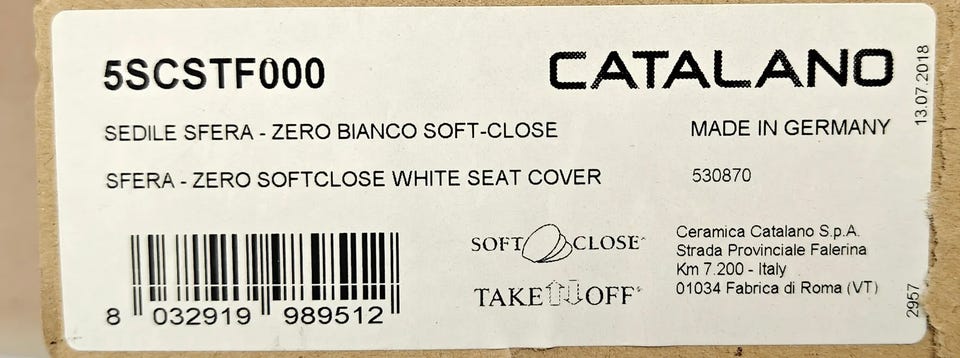 5SCSTF000
CATALANO
13.07.2018
SEDILE SFERA - ZERO BIANCO SOFT-CLOSE
MADE IN GERMANY
SFERA - ZERO SOFTCLOSE WHITE SEAT COVER
530870
SOFT CLOSE
TAKE OFF
Ceramica Catalano S.p.A.
Strada Provinciale Falerina
Km 7.200 - Italy
01034 Fabrica di Roma (VT)
2957
8 032919 989512